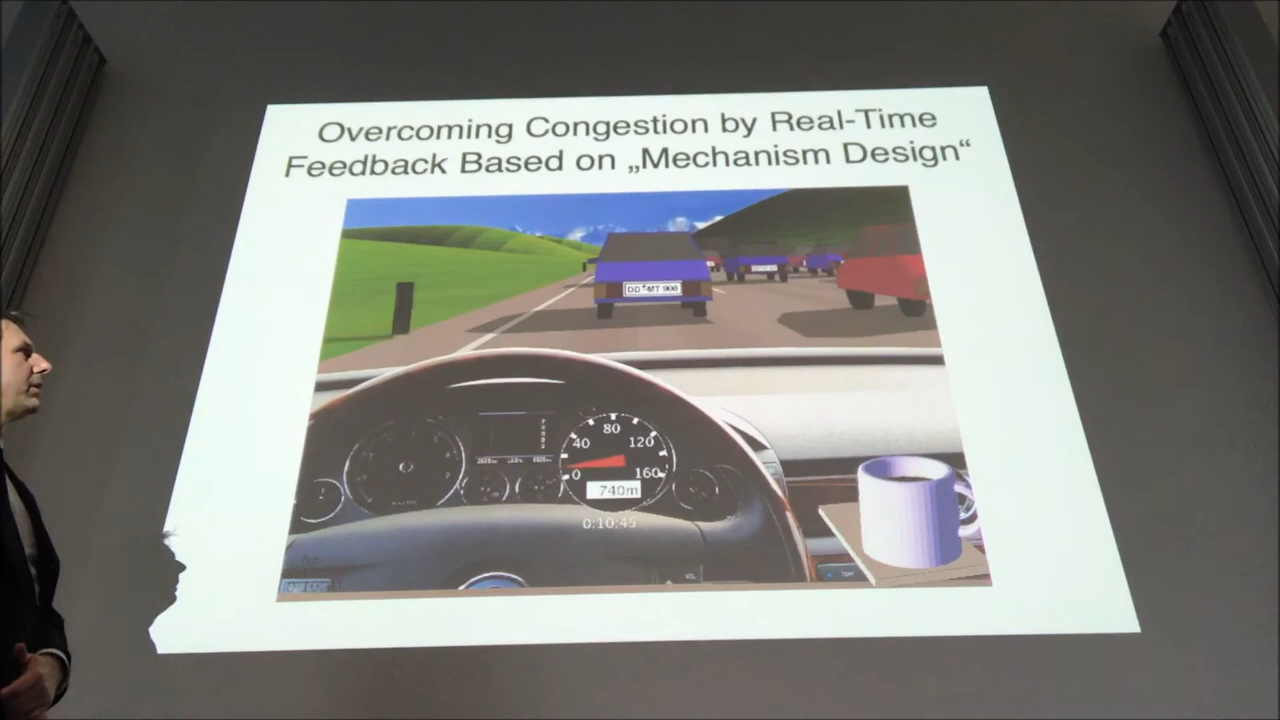 Overcoming Congestion by Real-Time
Feedback Based on „Mechanism Design“
DD*MT 908
80
40 120
0 160
740m
0:10:45